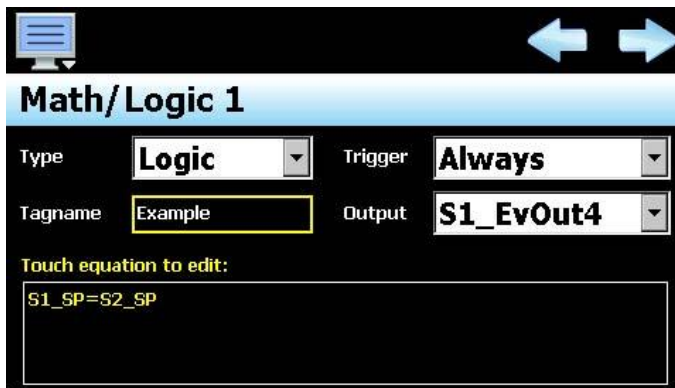 Math/Logic 1
Type Logic Trigger Always
Tagname Example Output S1_EvOut4
Touch equation to edit:
S1_SP=S2_SP